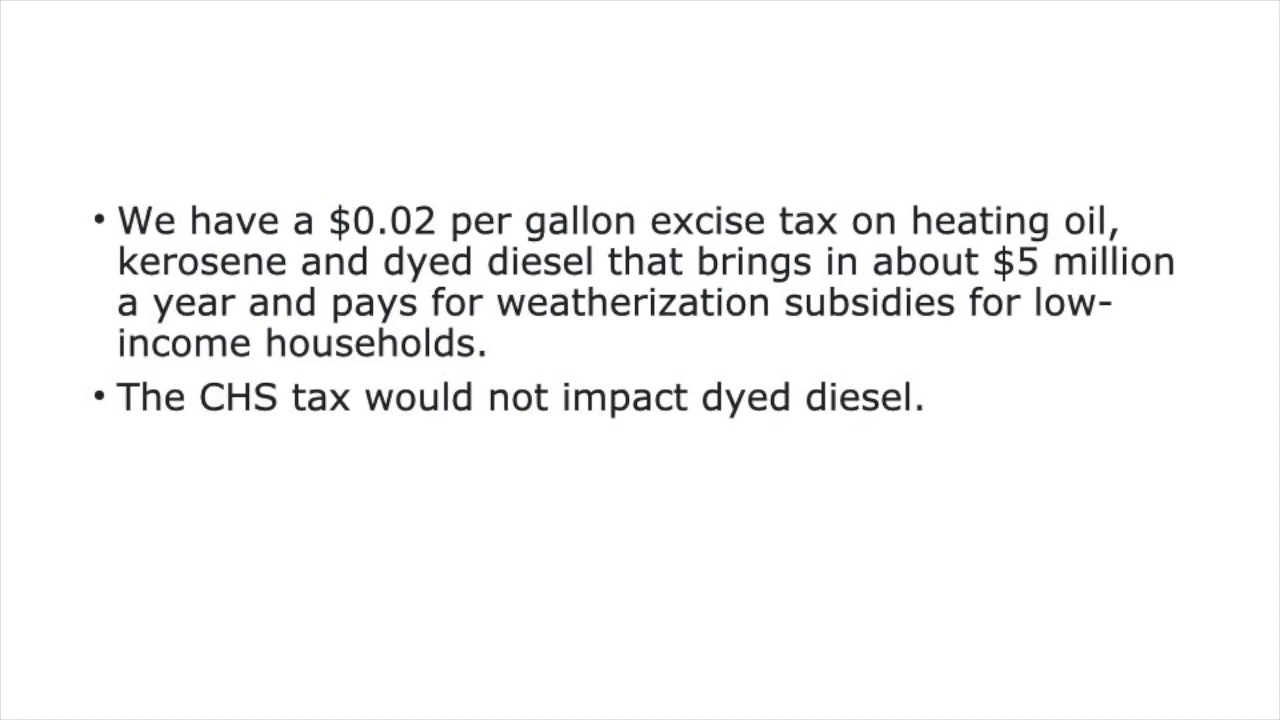 • We have a $0.02 per gallon excise tax on heating oil,
kerosene and dyed diesel that brings in about $5 million
a year and pays for weatherization subsidies for low-
income households.
• The CHS tax would not impact dyed diesel.